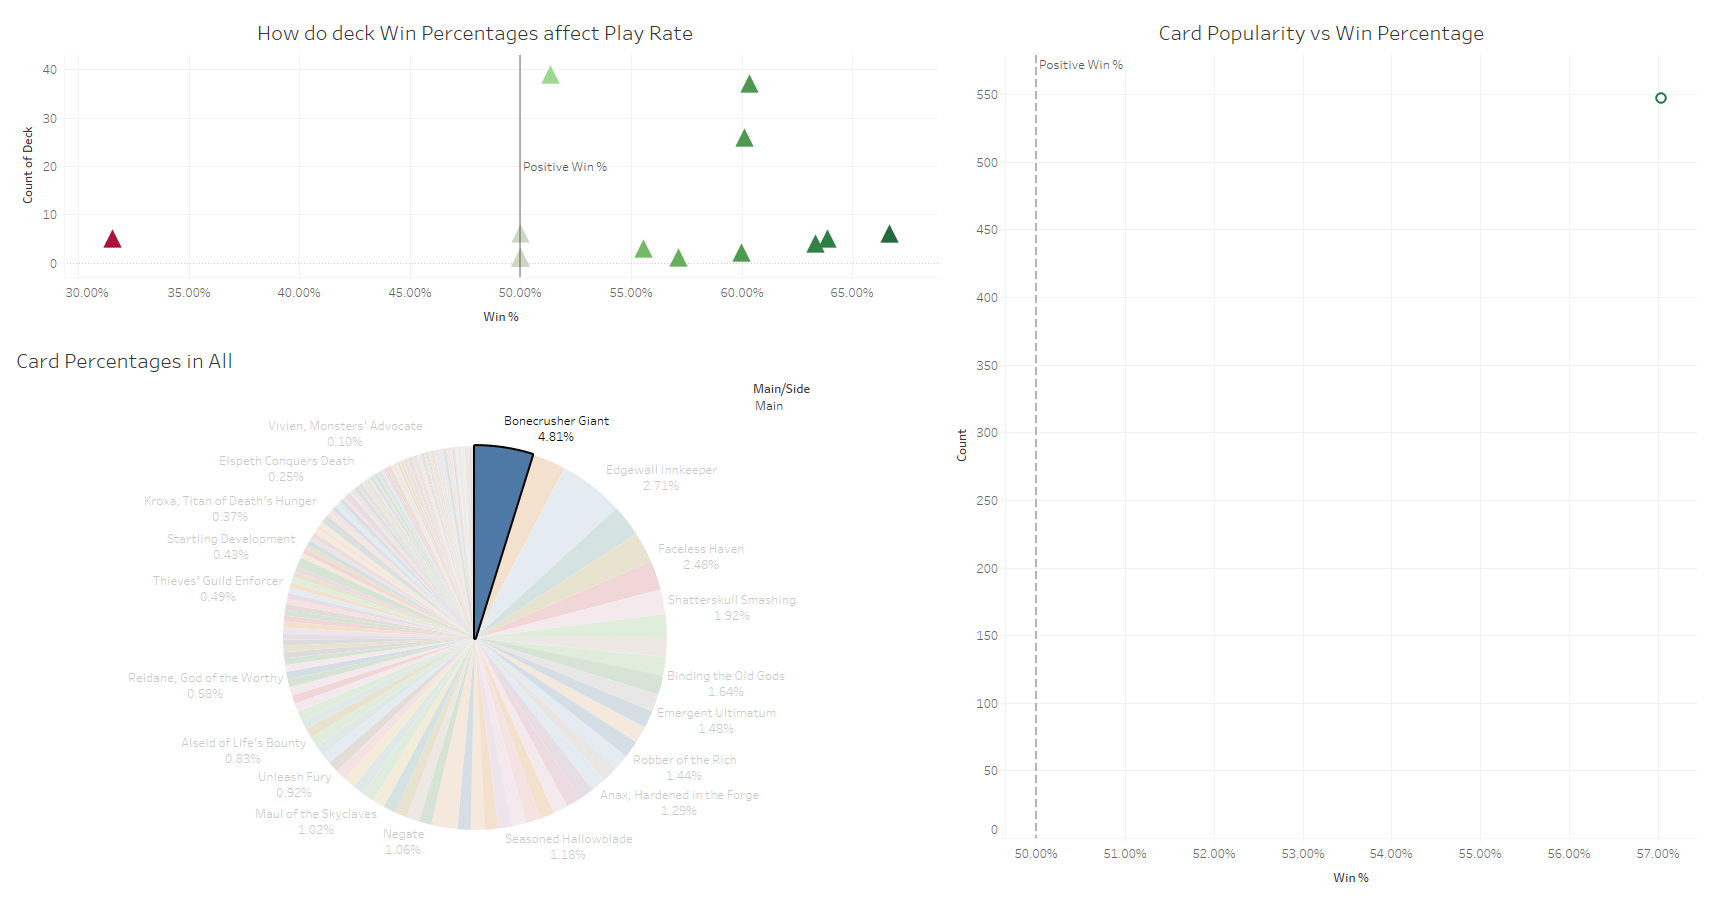 How do deck Win Percentages affect Play Rate
40
30
20
10
0
Count of Deck
Positive Win %
30.00% 35.00% 40.00% 45.00% 50.00% 55.00% 60.00% 65.00%
Win %
Card Popularity vs Win Percentage
Positive Win %
550
500
450
400
350
300
250
200
150
100
50
0
Count
50.00% 51.00% 52.00% 53.00% 54.00% 55.00% 56.00% 57.00%
Win %
Card Percentages in All
Main/Side
Main
Bonecrusher Giant
4.81%
Edgewall Innkeeper
2.71%
Faceless Haven
2.48%
Shatterskull Smashing
1.92%
Binding the Old Gods
1.64%
Emergent Ultimatum
1.48%
Robber of the Rich
1.44%
Anax, Hardened in the Forge
1.29%
Seasoned Hallowblade
1.18%
Negate
1.06%
Maul of the Skyclaves
1.02%
Unleash Fury
0.92%
Alseid of Life's Bounty
0.83%
Reidane, God of the Worthy
0.58%
Thieves' Guild Enforcer
0.49%
Startling Development
0.43%
Kroxa, Titan of Death's Hunger
0.37%
Elspeth Conquers Death
0.25%
Vivien, Monsters' Advocate
0.10%